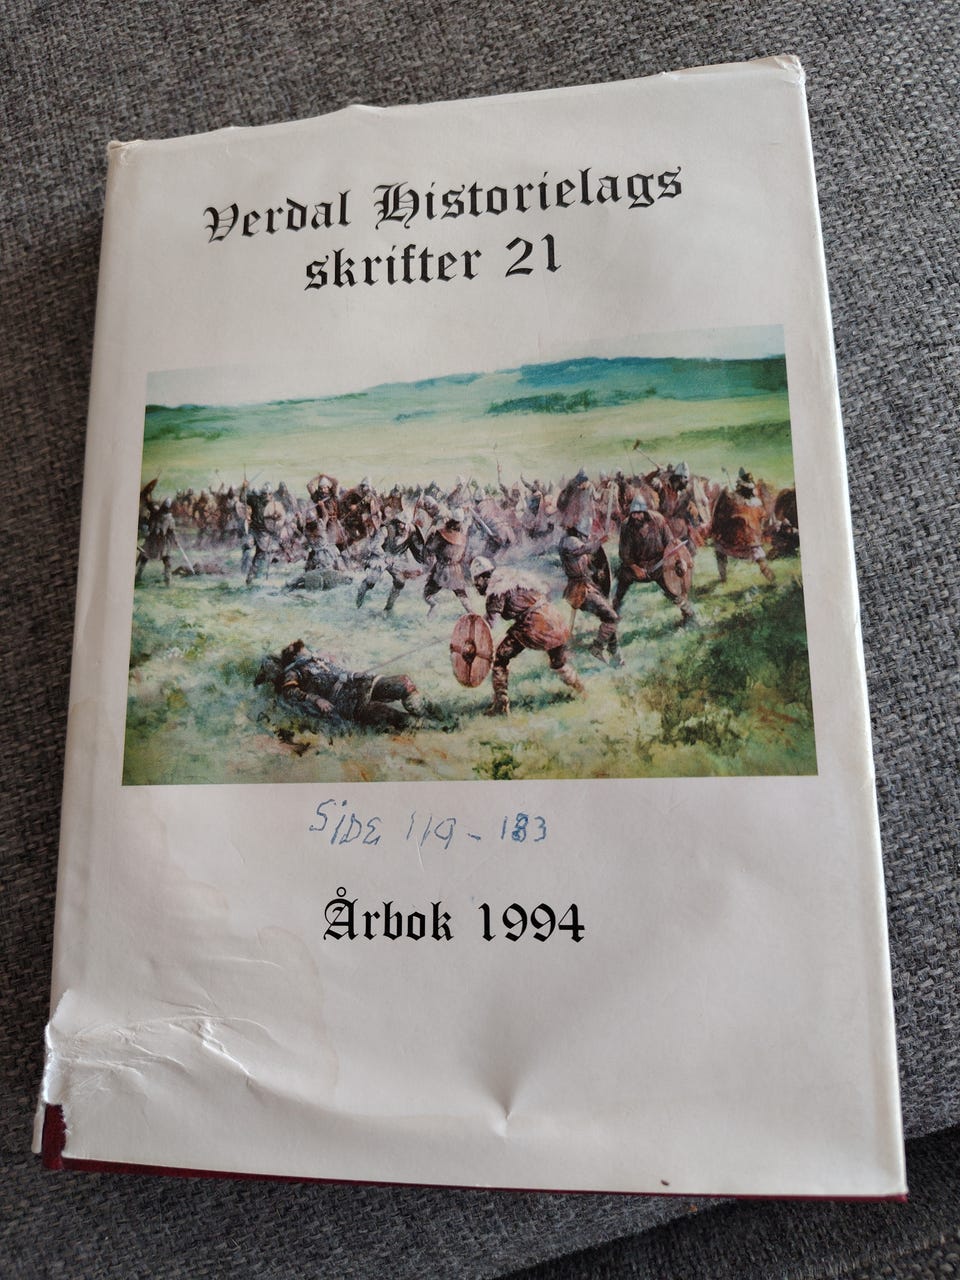 Verdal Historielags
skrifter 21
SIDE 119 - 183
Årbok 1994